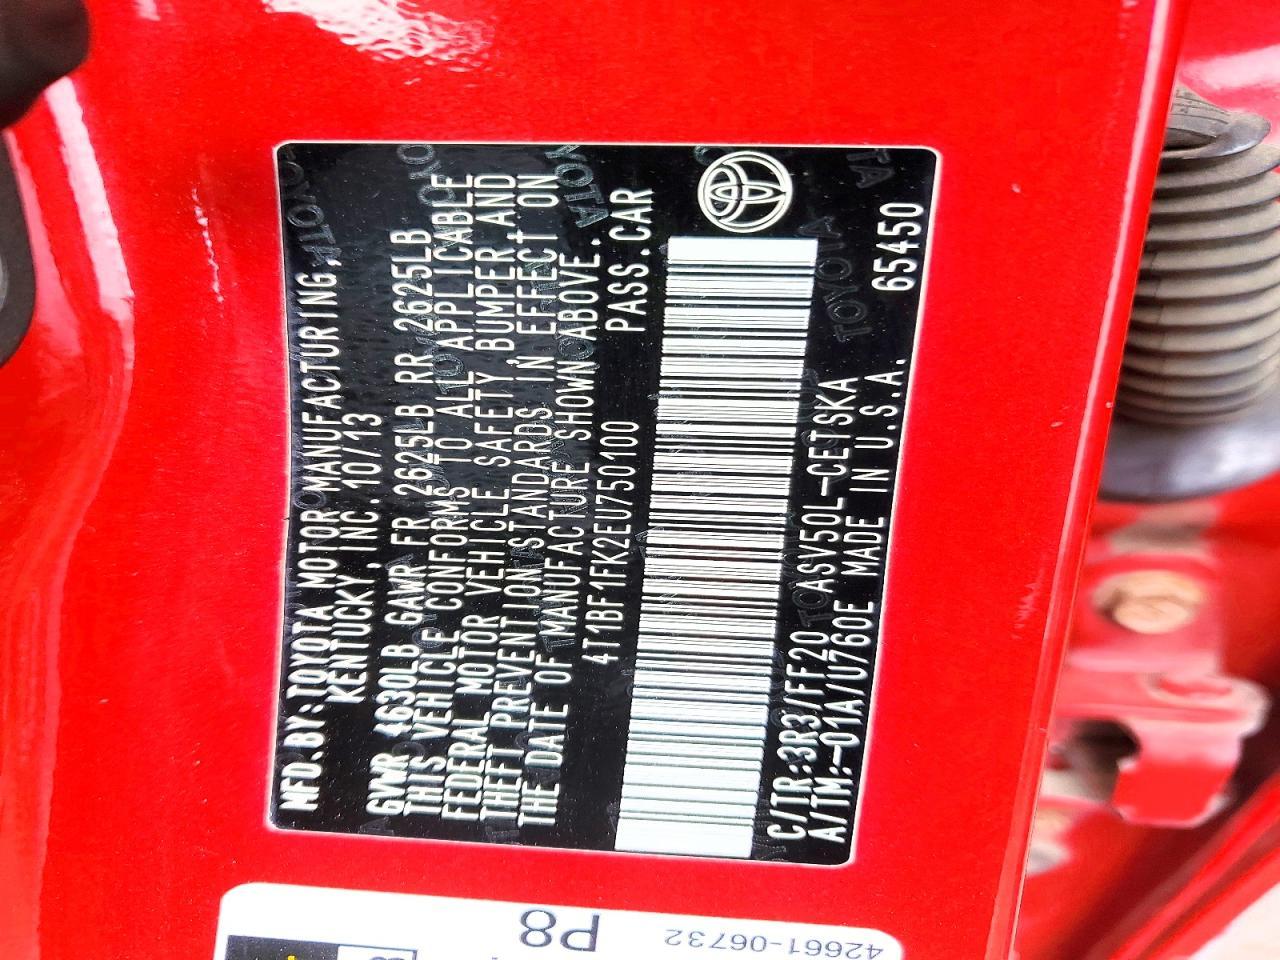 MFD.BY:TOYOTA MOTOR MANUFACTURING,
KENTUCKY,INC.10/13
GVWR 4630LB GAWR FR 2625LB RR 2625LB
THIS VEHICLE CONFORMS TO ALL APPLICABLE
FEDERAL MOTOR VEHICLE SAFETY,BUMPER,AND
THEFT PREVENTION STANDARDS IN EFFECT ON
THE DATE OF MANUFACTURE SHOWN ABOVE.
4T1BF1FK2EU750100 PASS.CAR
C/TR:3R3/FF20 ASV50L-CETSKA
A/TM:-01A/U760E MADE IN U.S.A. 65450
P8
42661-06732